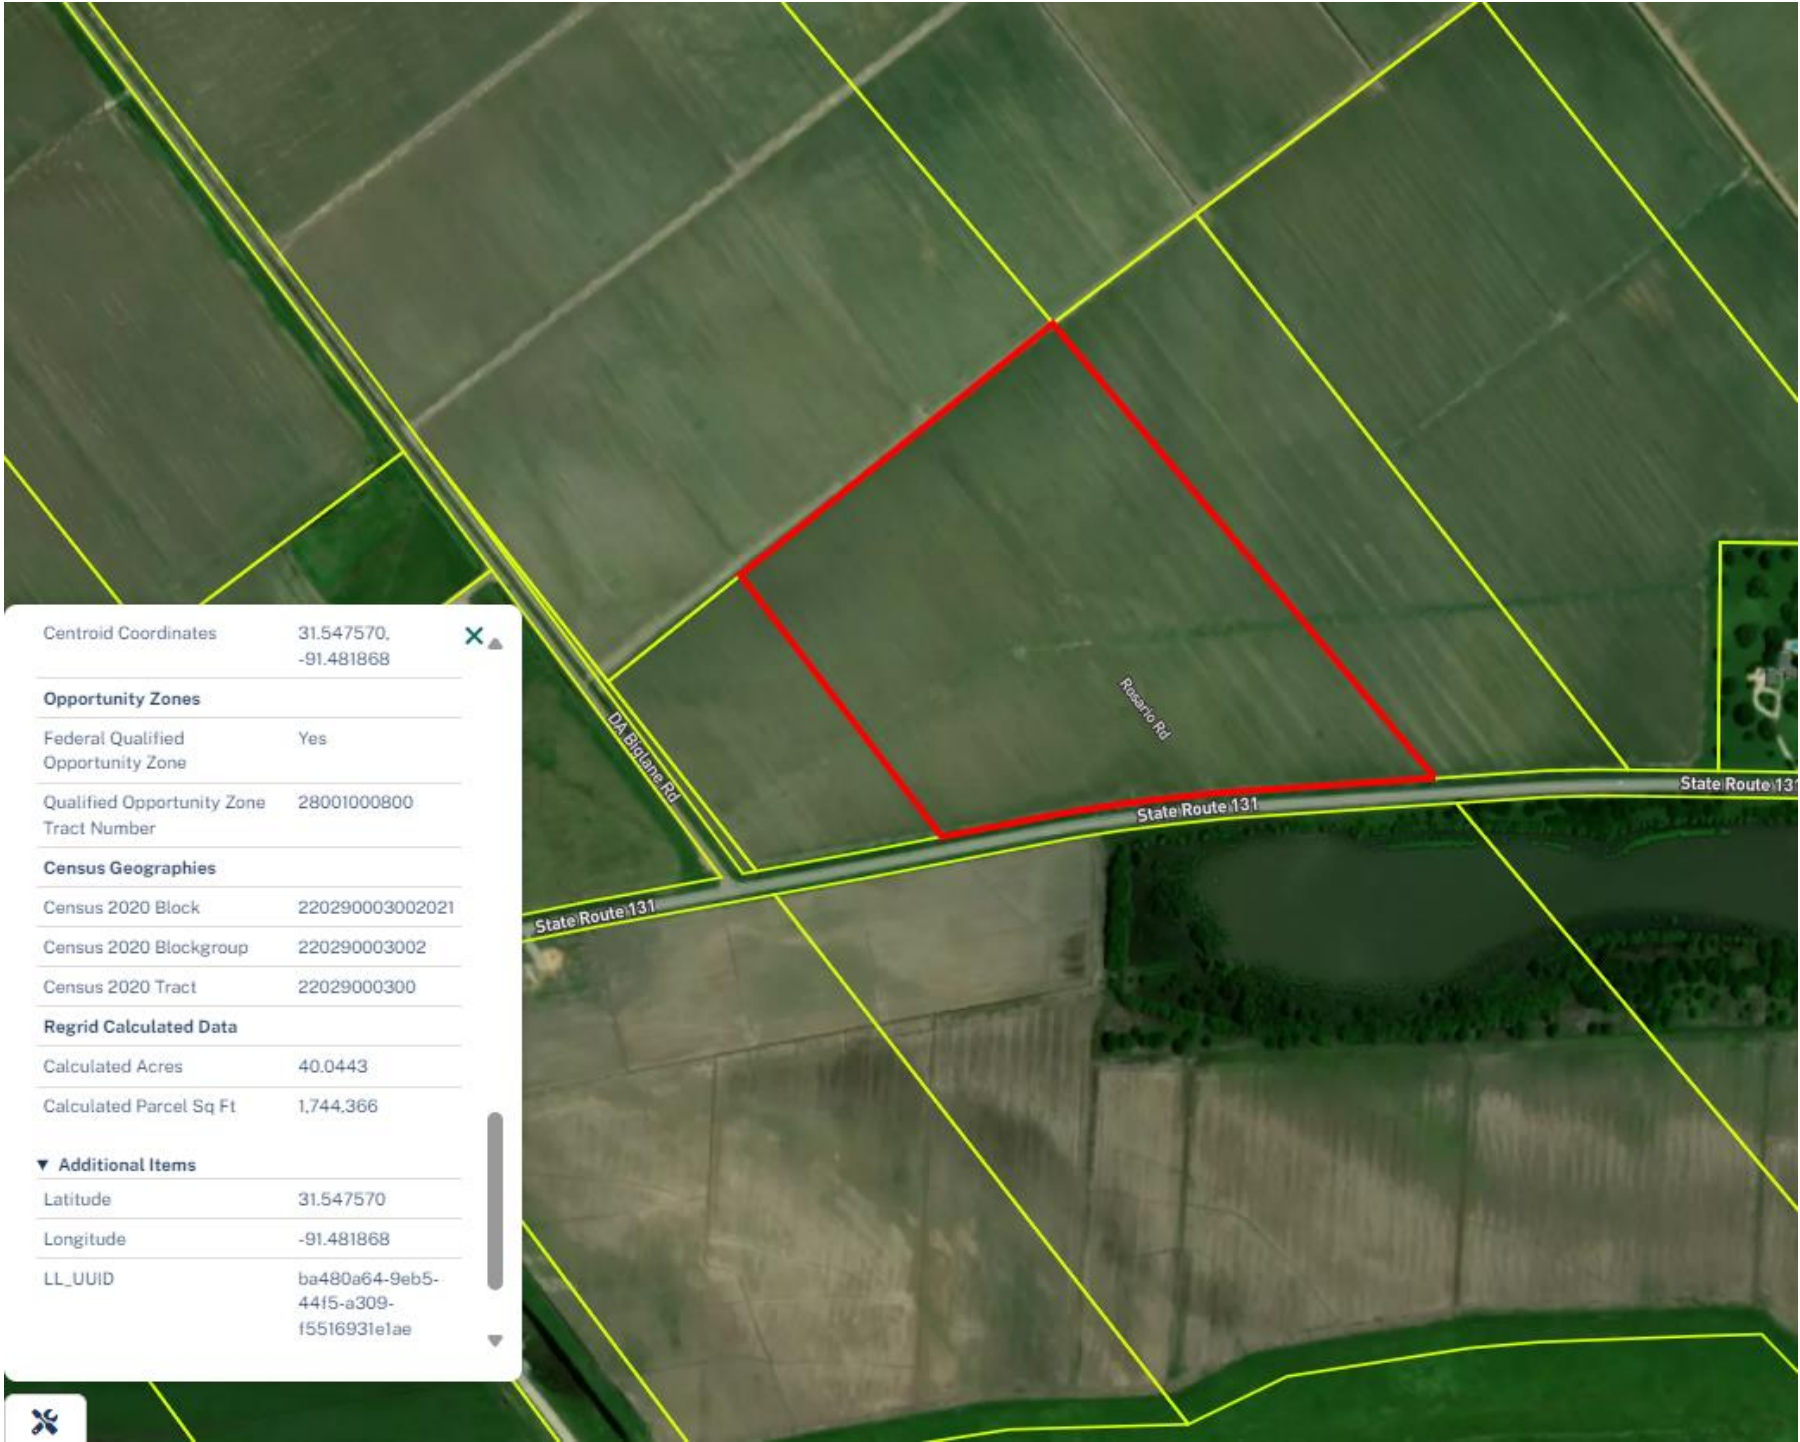 Rosario Rd
DA Biglane Rd
State Route 131
State Route 131
State Route 131
Centroid Coordinates 31.547570,
-91.481868
Opportunity Zones
Federal Qualified Yes
Opportunity Zone
Qualified Opportunity Zone 28001000800
Tract Number
Census Geographies
Census 2020 Block 220290003002021
Census 2020 Blockgroup 220290003002
Census 2020 Tract 22029000300
Regrid Calculated Data
Calculated Acres 40.0443
Calculated Parcel Sq Ft 1,744,366
▼ Additional Items
Latitude 31.547570
Longitude -91.481868
LL_UUID ba480a64-9eb5-
44f5-a309-
f5516931e1ae